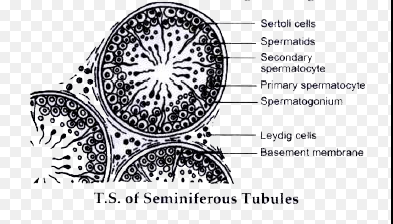 Sertoli cells
Spermatids
Secondary
spermatocyte
Primary spermatocyte
Spermatogonium
Leydig cells
Basement membrane
T.S. of Seminiferous Tubules